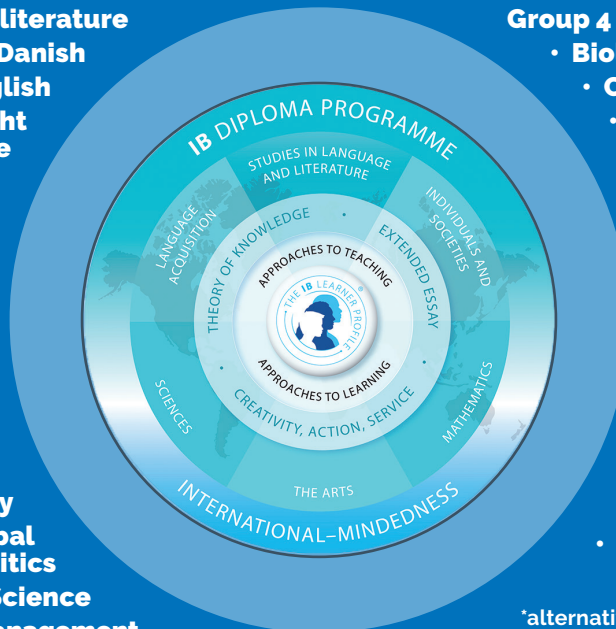 literature
Danish
glish
ht
e
Group 4
• Bio
•
•
IB DIPLOMA PROGRAMME
STUDIES IN LANGUAGE
AND LITERATURE
LANGUAGE
ACQUISITION
INDIVIDUALS AND
SOCIETIES
THEORY OF KNOWLEDGE
EXTENDED ESSAY
APPROACHES TO TEACHING
THE IB LEARNER PROFILE®
APPROACHES TO LEARNING
CREATIVITY, ACTION, SERVICE
SCIENCES
MATHEMATICS
THE ARTS
INTERNATIONAL–MINDEDNESS
y
bal
itics
Science
•
*alternati